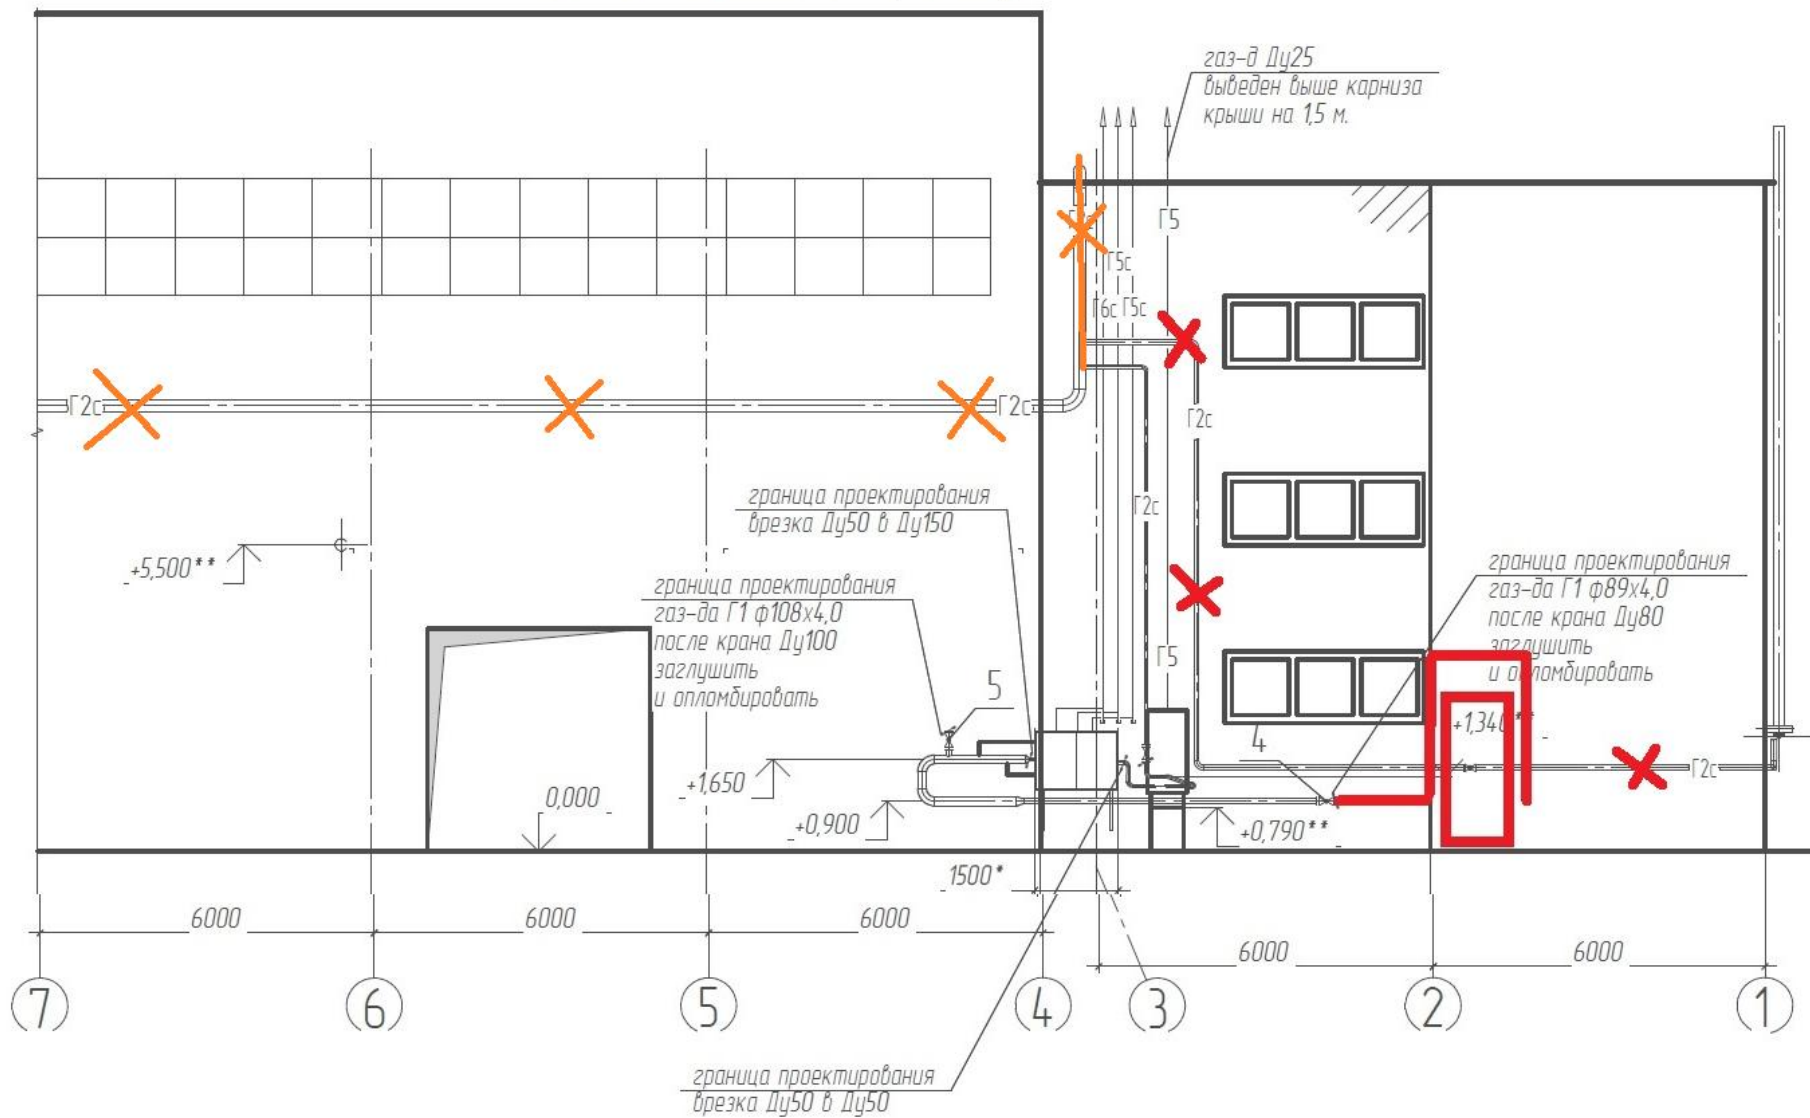 газ-д Ду25
выведен выше карниза
крыши на 1,5 м.
Г5
Г5с
Г6с Г5с
Г2с
Г2с
Г2с
Г2с
граница проектирования
врезка Ду50 в Ду150
+5,500**
граница проектирования
газ-да Г1 ф108х4,0
после крана Ду100
заглушить
и опломбировать
граница проектирования
газ-да Г1 ф89х4,0
после крана Ду80
заглушить
и опломбировать
Г5
5
4
+1,340**
Г2с
+1,650
0,000
+0,900
+0,790**
1500*
6000
6000
6000
6000
6000
7
6
5
4
3
2
1
граница проектирования
врезка Ду50 в Ду50